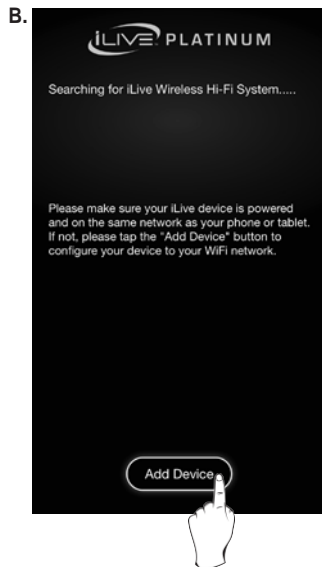 B.
iLIVE PLATINUM
Searching for iLive Wireless Hi-Fi System.....
Please make sure your iLive device is powered
and on the same network as your phone or tablet.
If not, please tap the "Add Device" button to
configure your device to your WiFi network.
Add Device